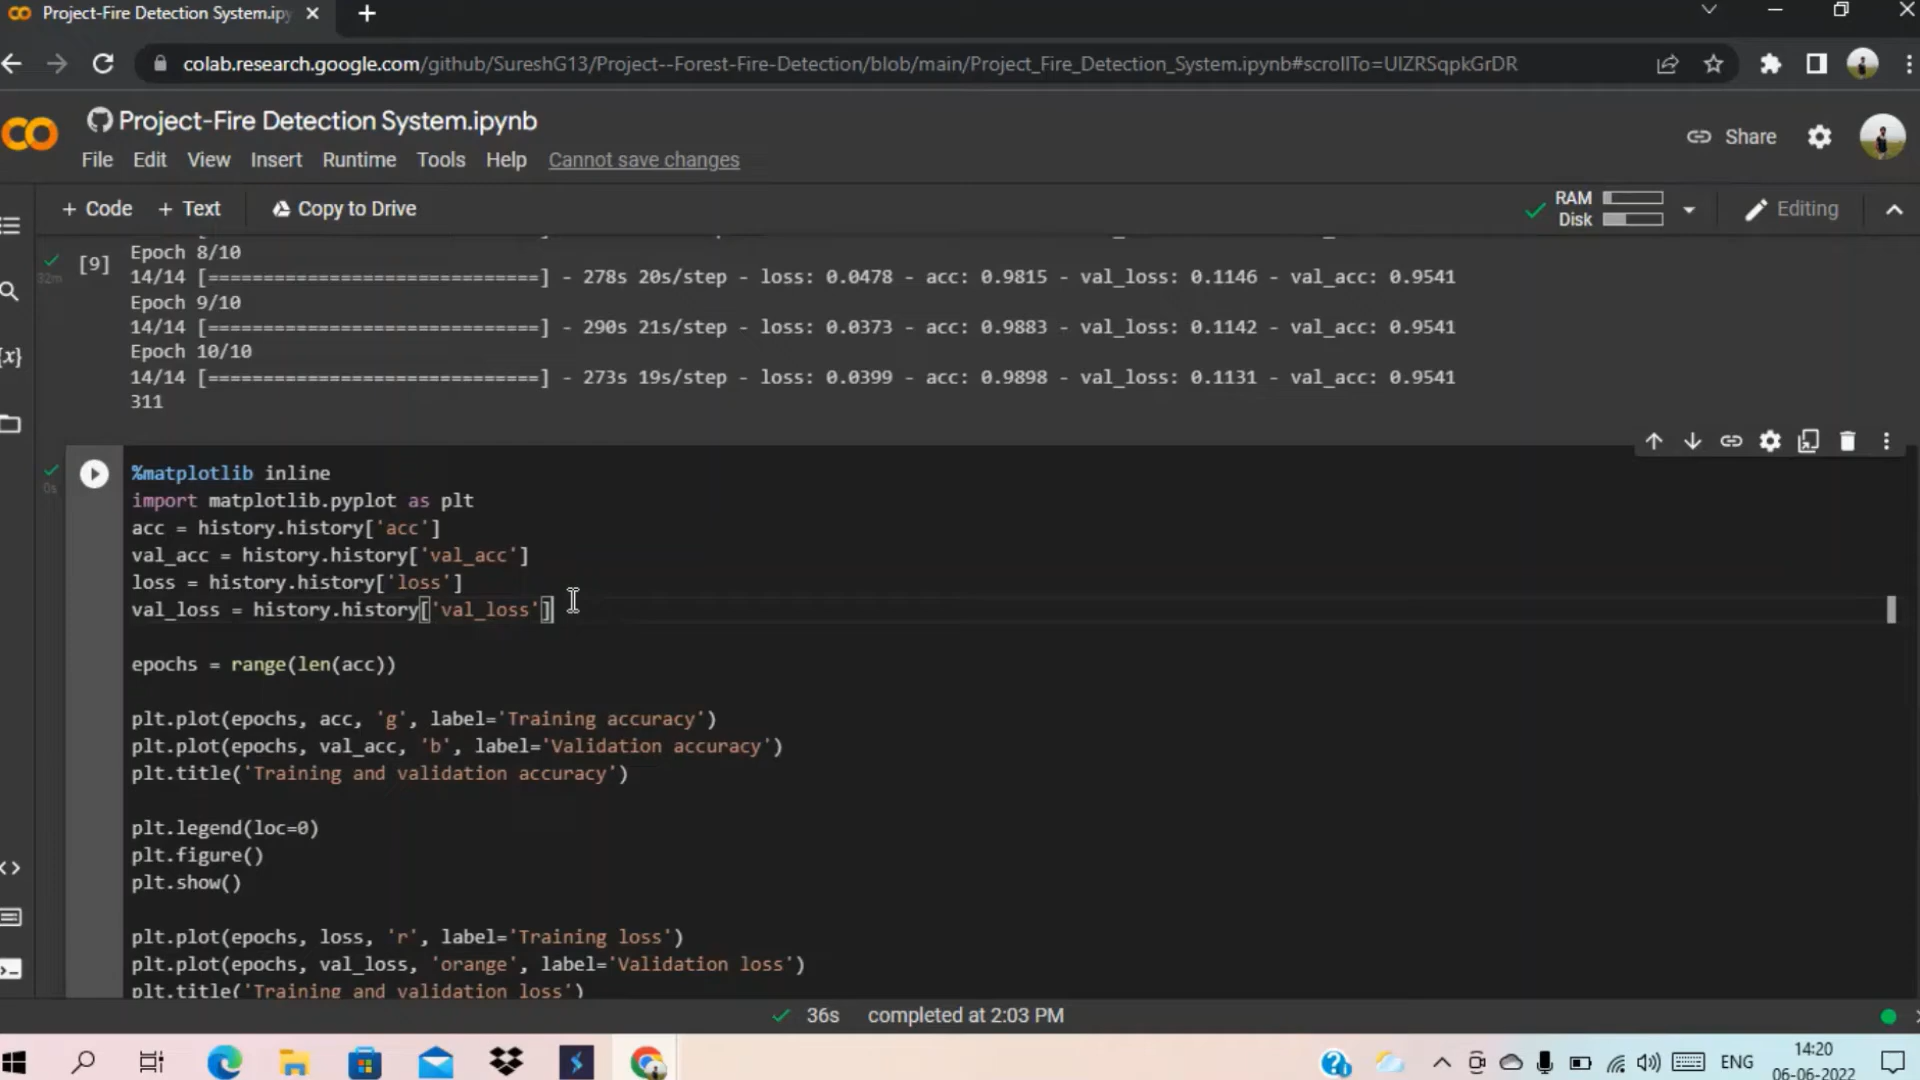 Project-Fire Detection System.ipy
colab.research.google.com/github/SureshG13/Project--Forest-Fire-Detection/blob/main/Project_Fire_Detection_System.ipynb#scrollTo=UlZRSqpkGrDR
Project-Fire Detection System.ipynb
File Edit View Insert Runtime Tools Help Cannot save changes
Share
+ Code + Text Copy to Drive
RAM
Disk
Editing
[9]
32m
Epoch 8/10
14/14 [==============================] - 278s 20s/step - loss: 0.0478 - acc: 0.9815 - val_loss: 0.1146 - val_acc: 0.9541
Epoch 9/10
14/14 [==============================] - 290s 21s/step - loss: 0.0373 - acc: 0.9883 - val_loss: 0.1142 - val_acc: 0.9541
Epoch 10/10
14/14 [==============================] - 273s 19s/step - loss: 0.0399 - acc: 0.9898 - val_loss: 0.1131 - val_acc: 0.9541
311
0s
%matplotlib inline
import matplotlib.pyplot as plt
acc = history.history['acc']
val_acc = history.history['val_acc']
loss = history.history['loss']
val_loss = history.history['val_loss']
epochs = range(len(acc))
plt.plot(epochs, acc, 'g', label='Training accuracy')
plt.plot(epochs, val_acc, 'b', label='Validation accuracy')
plt.title('Training and validation accuracy')
plt.legend(loc=0)
plt.figure()
plt.show()
plt.plot(epochs, loss, 'r', label='Training loss')
plt.plot(epochs, val_loss, 'orange', label='Validation loss')
plt.title('Training and validation loss')
36s completed at 2:03 PM
ENG
14:20
06-06-2022